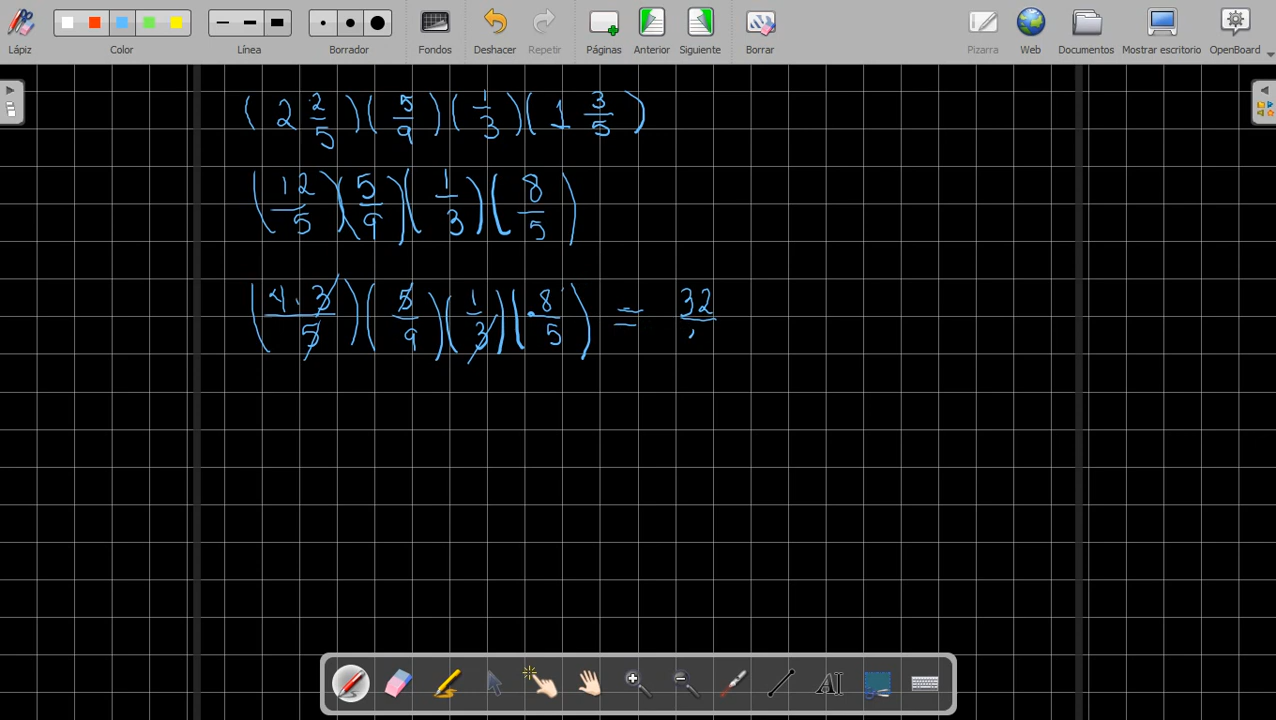 Lápiz Color Línea Borrador Fondos Deshacer Repetir Páginas Anterior Siguiente Borrar Pizarra Web Documentos Mostrar escritorio OpenBoard
(2 2/5)(5/9)(1/3)(1 3/5)
(12/5)(5/9)(1/3)(8/5)
(4·3/5)(5/9)(1/3)(8/5) = 32/
AI